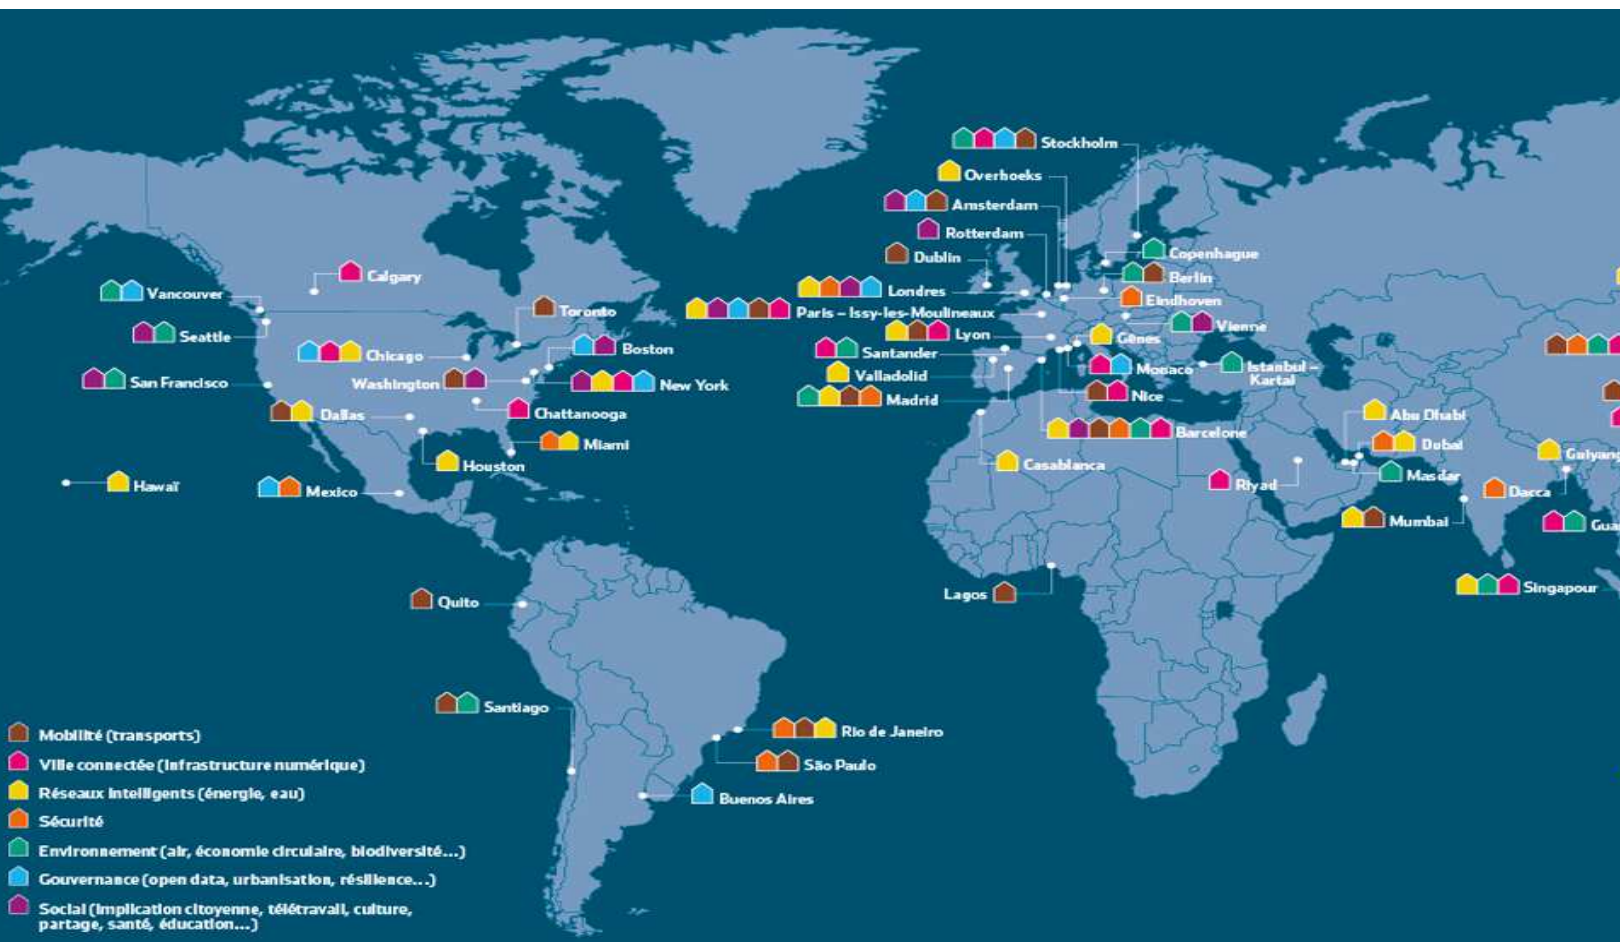 Stockholm
Overhoeks
Amsterdam
Rotterdam
Dublin
Copenhague
Berlin
Calgary
Vancouver
Londres
Eindhoven
Toronto
Paris – Issy-les-Moulineaux
Vienne
Seattle
Lyon
Gênes
Boston
Chicago
Santander
Monaco
Istanbul –
Kartal
San Francisco
Washington
New York
Valladolid
Nice
Madrid
Dallas
Chattanooga
Abu Dhabi
Miami
Barcelone
Dubai
Houston
Casablanca
Guiyang
Hawaï
Mexico
Riyad
Masdar
Dacca
Mumbai
Singapour
Lagos
Quito
Santiago
Rio de Janeiro
São Paulo
Buenos Aires
Mobilité (transports)
Ville connectée (infrastructure numérique)
Réseaux intelligents (énergie, eau)
Sécurité
Environnement (air, économie circulaire, biodiversité...)
Gouvernance (open data, urbanisation, résilience...)
Social (implication citoyenne, télétravail, culture,
partage, santé, éducation...)